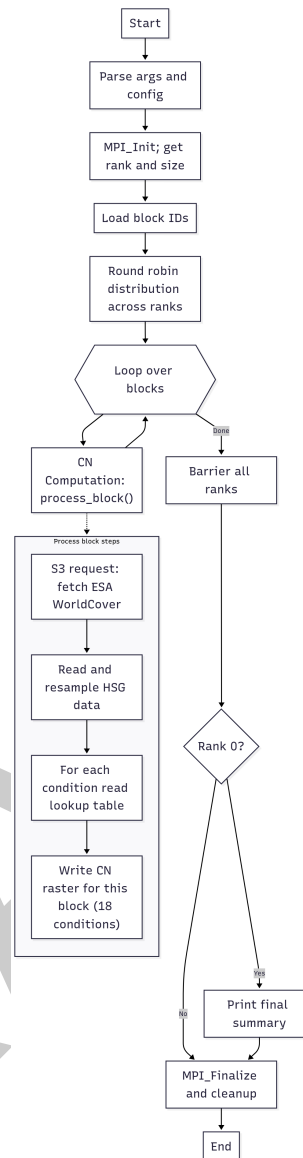 Start
Parse args and
config
MPI_Init; get
rank and size
Load block IDs
Round robin
distribution
across ranks
Loop over
blocks
Done
CN
Computation:
process_block()
Barrier all
ranks
Process block steps
S3 request:
fetch ESA
WorldCover
Read and
resample HSG
data
For each
condition read
lookup table
Write CN
raster for this
block (18
conditions)
Rank 0?
Yes
No
Print final
summary
MPI_Finalize
and cleanup
End